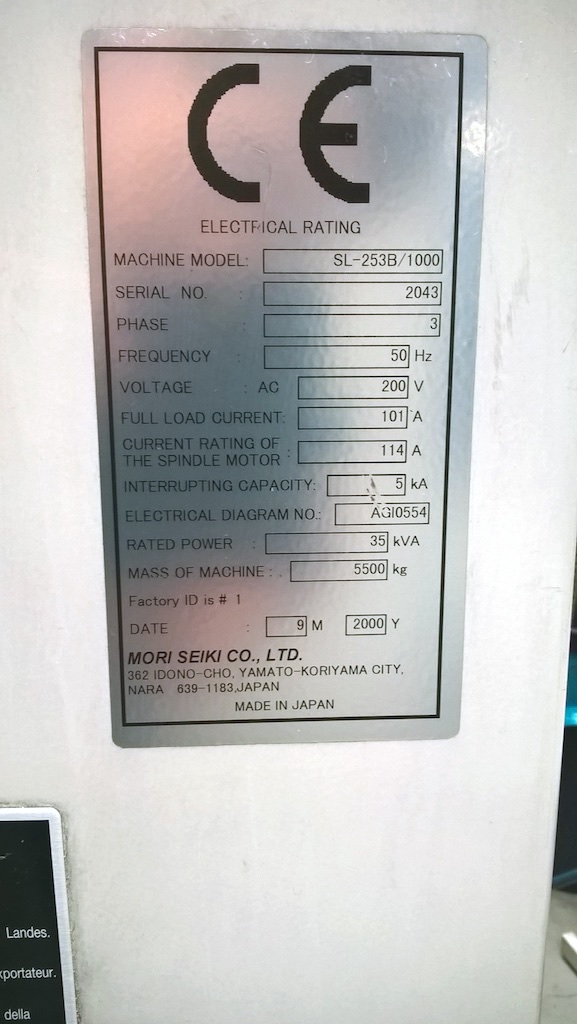 CE
ELECTRICAL RATING
MACHINE MODEL: SL-253B/1000
SERIAL NO. : 2043
PHASE : 3
FREQUENCY : 50 Hz
VOLTAGE : AC 200 V
FULL LOAD CURRENT: 101 A
CURRENT RATING OF
THE SPINDLE MOTOR : 114 A
INTERRUPTING CAPACITY: 5 kA
ELECTRICAL DIAGRAM NO.: AGI0554
RATED POWER : 35 kVA
MASS OF MACHINE : 5500 kg
Factory ID is # 1
DATE : 9 M 2000 Y
MORI SEIKI CO., LTD.
362 IDONO-CHO, YAMATO-KORIYAMA CITY,
NARA 639-1183,JAPAN
MADE IN JAPAN
Landes.
xportateur.
della